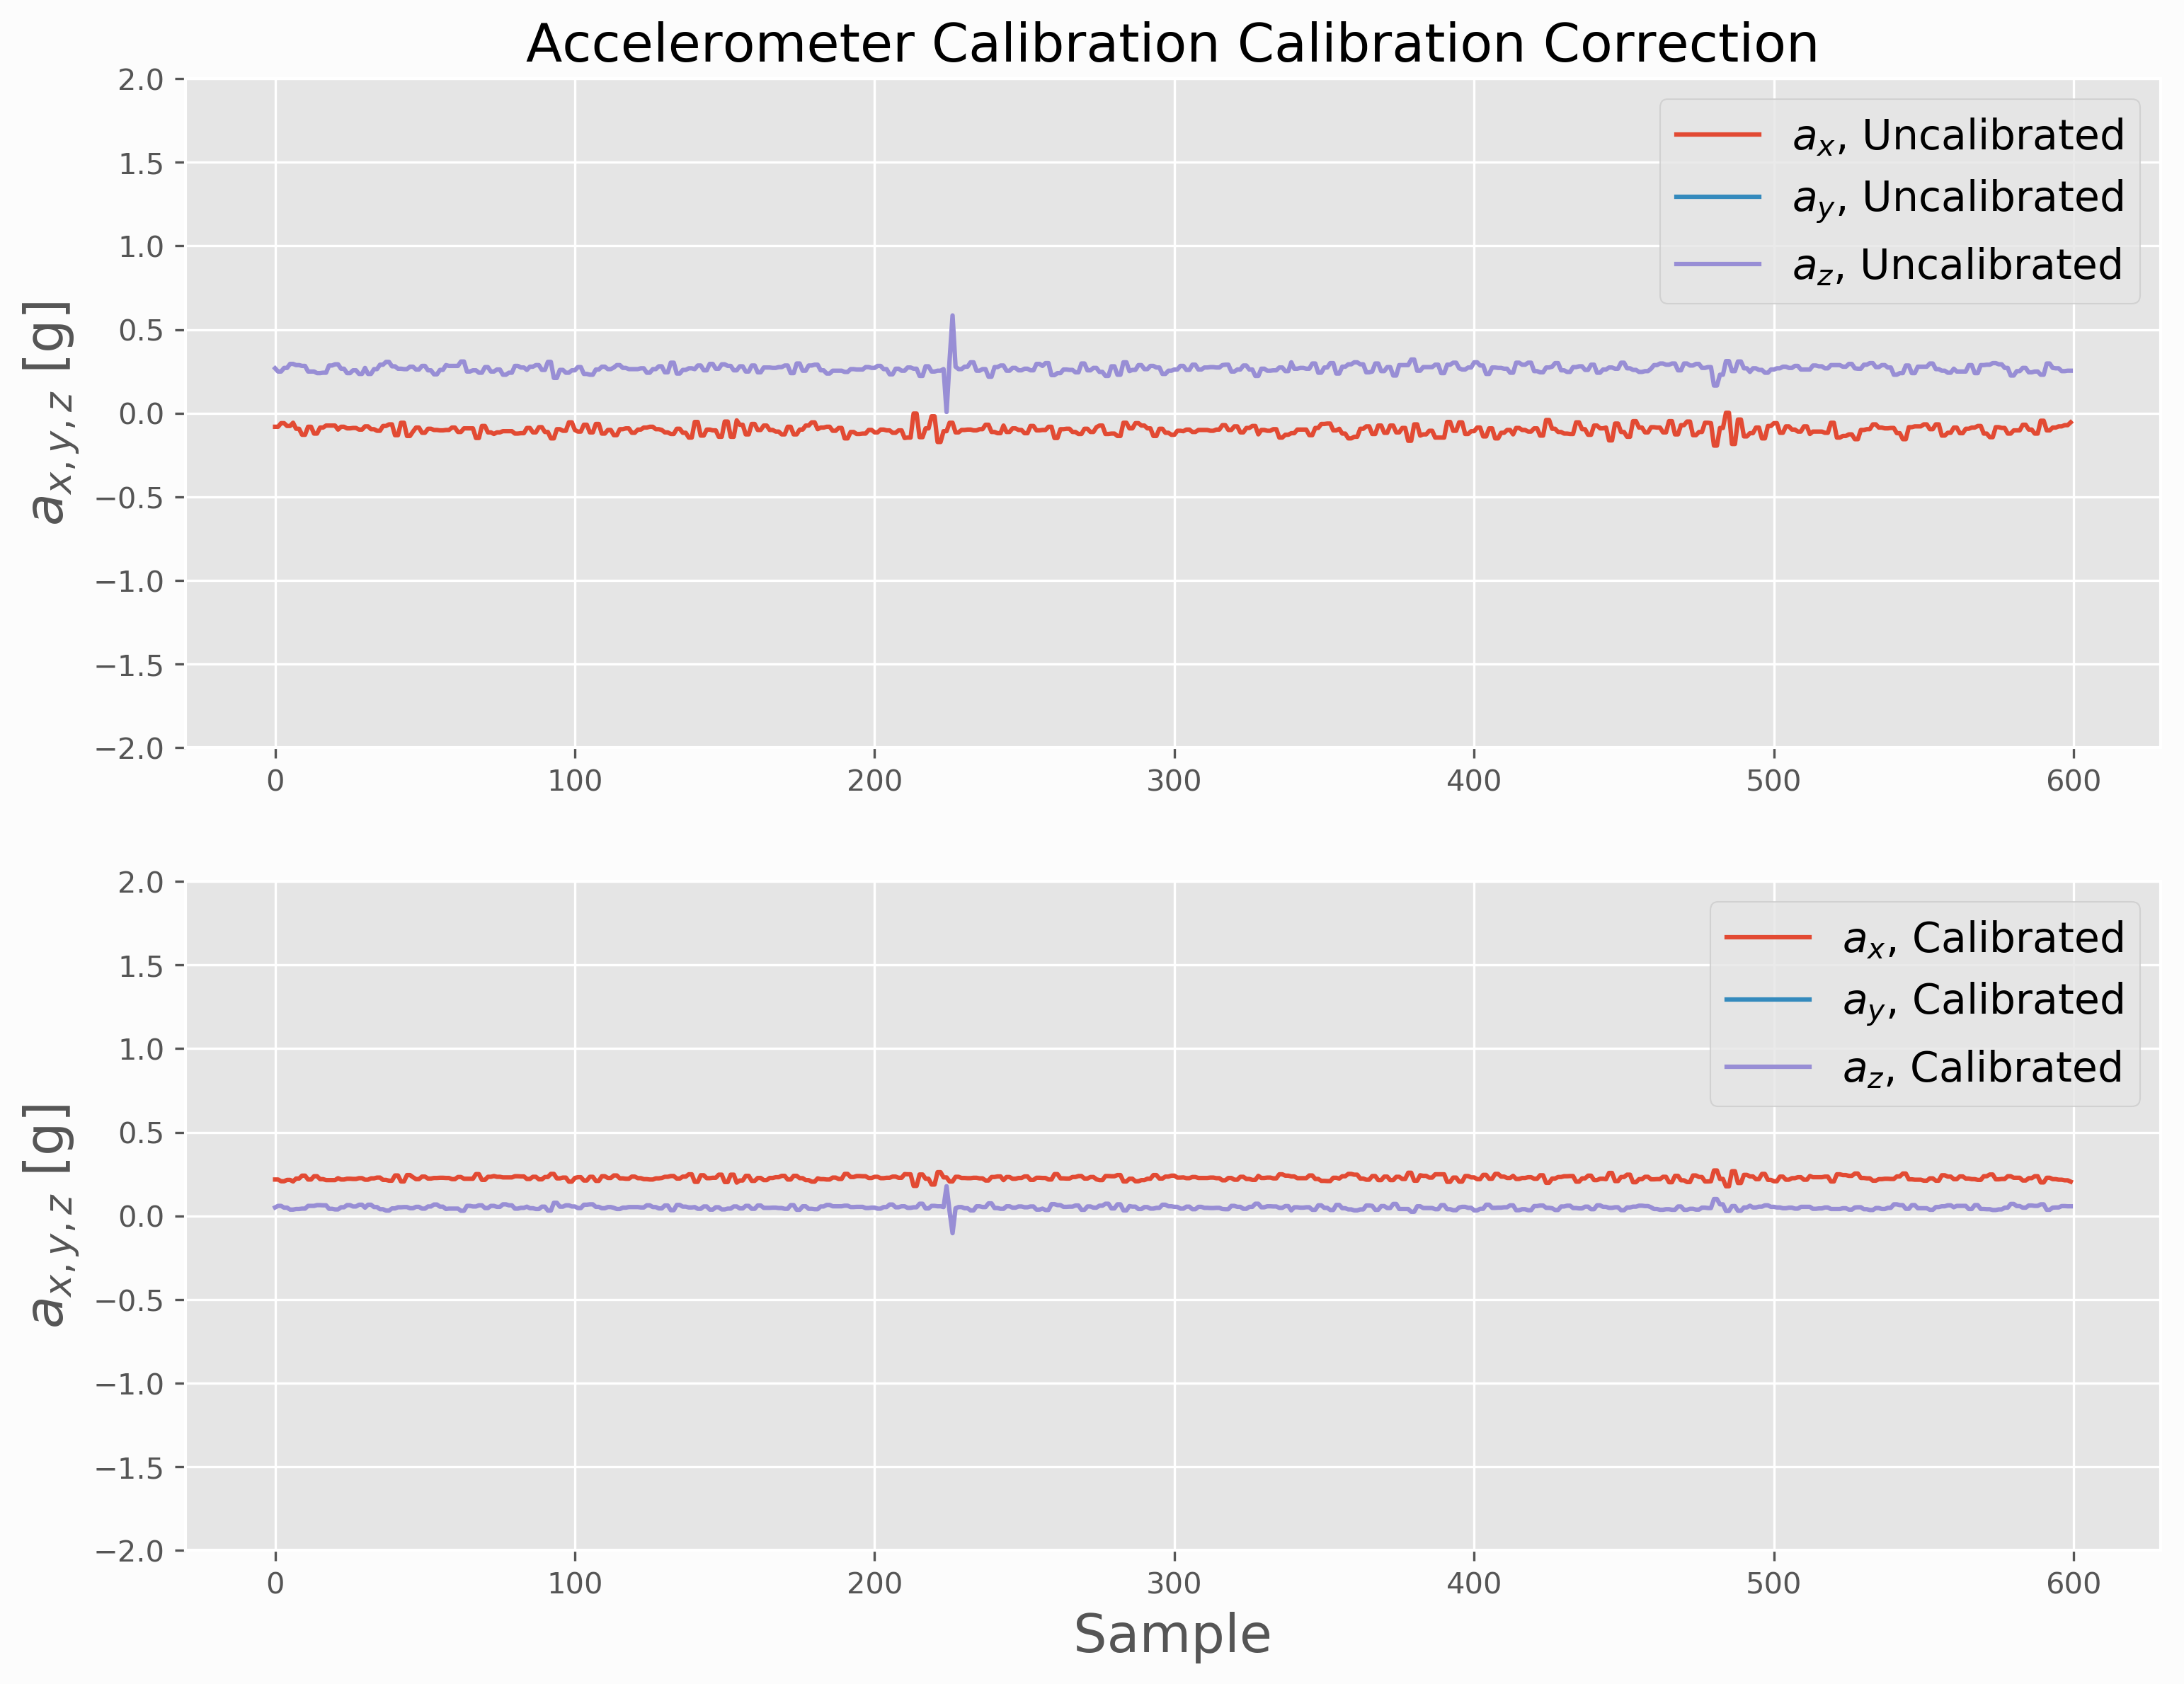 Accelerometer Calibration Calibration Correction
2.0
1.5
1.0
0.5
0.0
−0.5
−1.0
−1.5
−2.0
a_{x,y,z} [g]
a_x, Uncalibrated
a_y, Uncalibrated
a_z, Uncalibrated
0 100 200 300 400 500 600
2.0
1.5
1.0
0.5
0.0
−0.5
−1.0
−1.5
−2.0
a_{x,y,z} [g]
a_x, Calibrated
a_y, Calibrated
a_z, Calibrated
0 100 200 300 400 500 600
Sample